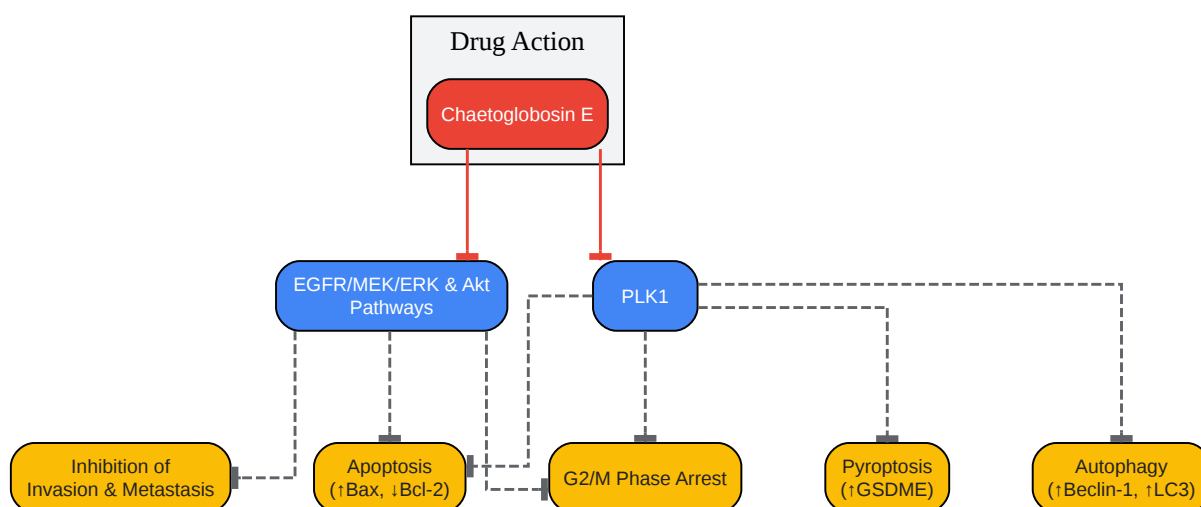 Drug Action
Chaetoglobosin E
EGFR/MEK/ERK & Akt
Pathways
PLK1
Inhibition of
Invasion & Metastasis
Apoptosis
(↑Bax, ↓Bcl-2)
G2/M Phase Arrest
Pyroptosis
(↑GSDME)
Autophagy
(↑Beclin-1, ↑LC3)